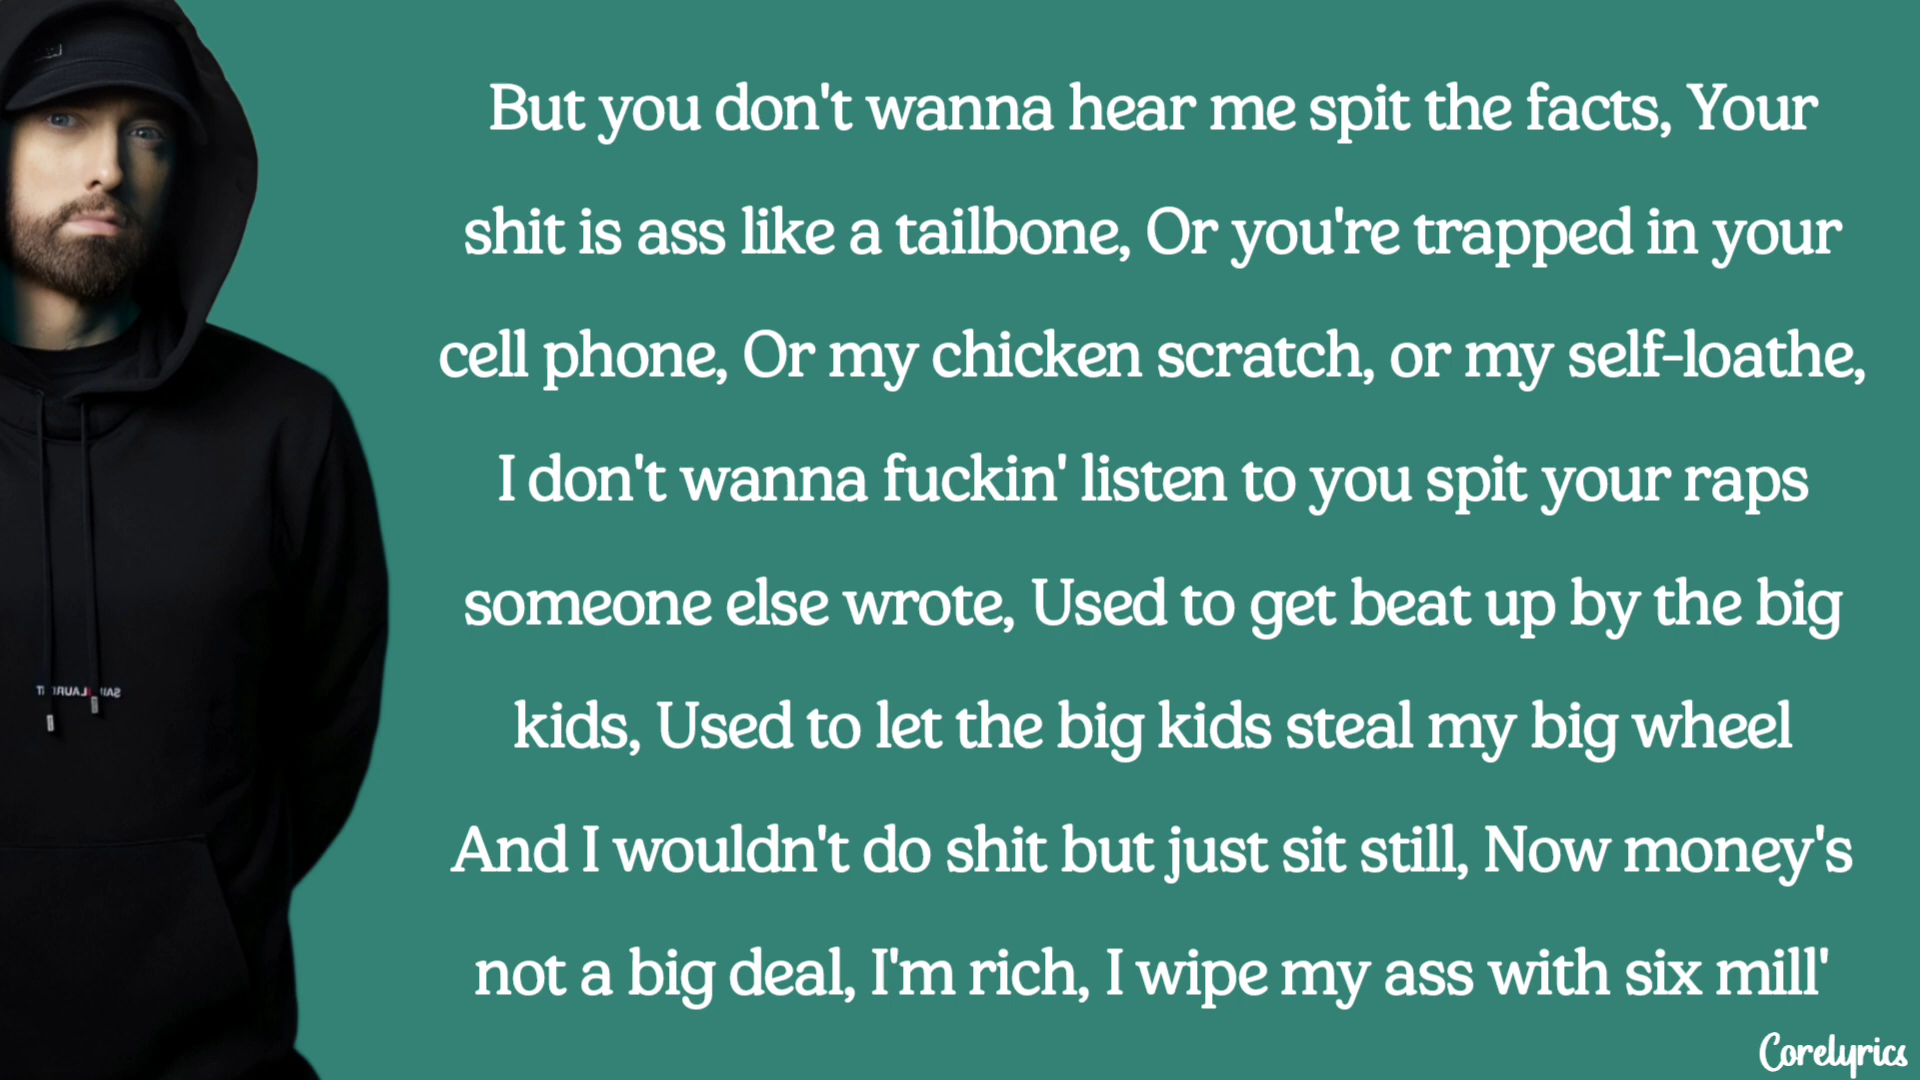 But you don't wanna hear me spit the facts, Your
shit is ass like a tailbone, Or you're trapped in your
cell phone, Or my chicken scratch, or my self-loathe,
I don't wanna fuckin' listen to you spit your raps
someone else wrote, Used to get beat up by the big
kids, Used to let the big kids steal my big wheel
And I wouldn't do shit but just sit still, Now money's
not a big deal, I'm rich, I wipe my ass with six mill'
Corelyrics